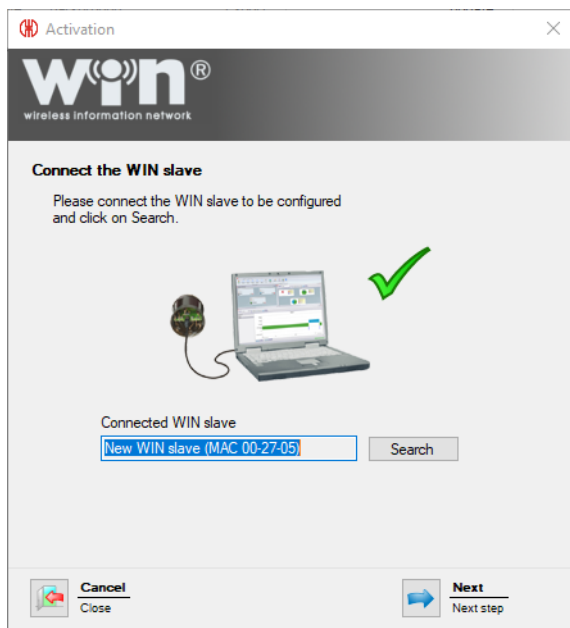 Activation
WIN®
wireless information network
Connect the WIN slave
Please connect the WIN slave to be configured
and click on Search.
Connected WIN slave
New WIN slave (MAC 00-27-05)
Search
Cancel
Close
Next
Next step